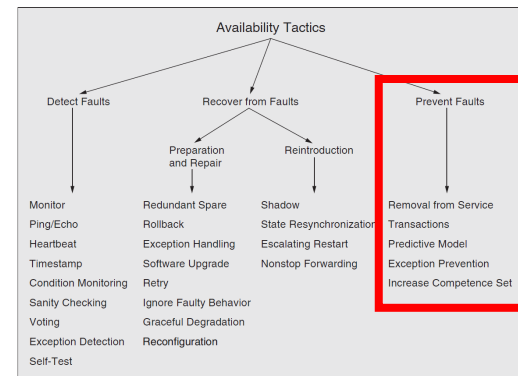 Availability Tactics
Detect Faults
Recover from Faults
Prevent Faults
Preparation
and Repair
Reintroduction
Monitor
Ping/Echo
Heartbeat
Timestamp
Condition Monitoring
Sanity Checking
Voting
Exception Detection
Self-Test
Redundant Spare
Rollback
Exception Handling
Software Upgrade
Retry
Ignore Faulty Behavior
Graceful Degradation
Reconfiguration
Shadow
State Resynchronization
Escalating Restart
Nonstop Forwarding
Removal from Service
Transactions
Predictive Model
Exception Prevention
Increase Competence Set